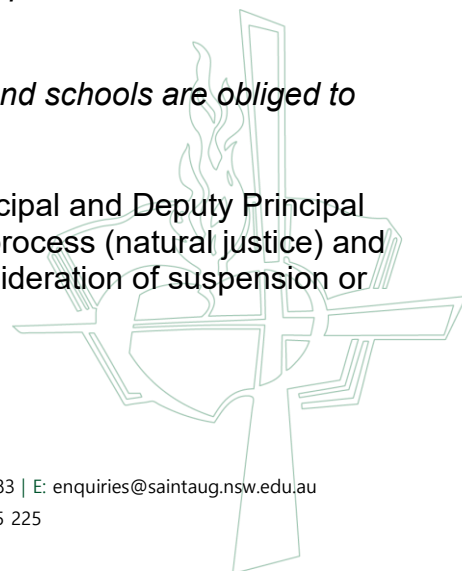 nd schools are obliged to
cipal and Deputy Principal
process (natural justice) and
ideration of suspension or
33 | E: enquiries@saintaug.nsw.edu.au
5 225